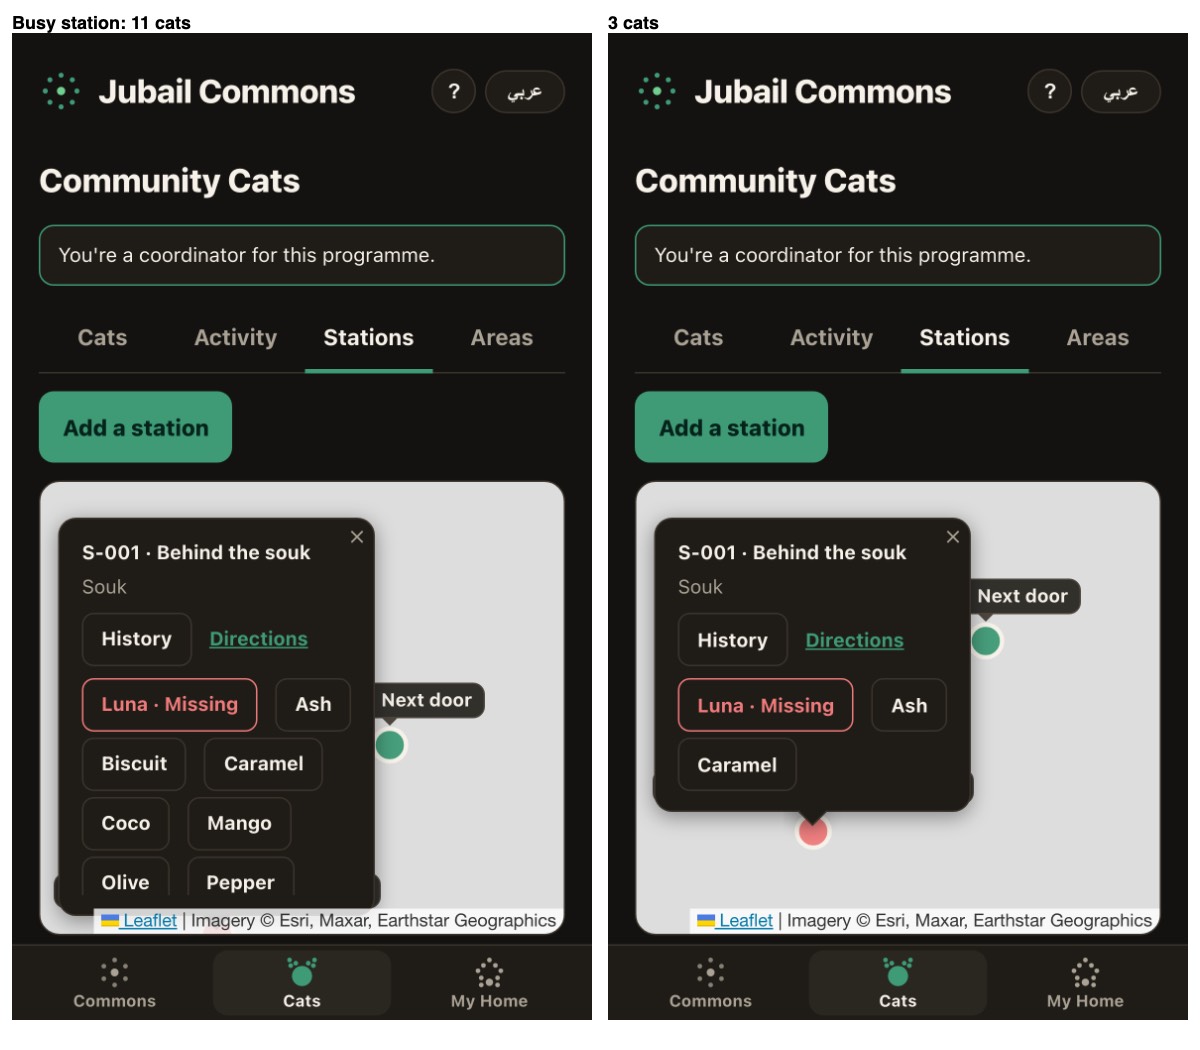 Busy station: 11 cats
Jubail Commons
?
عربي
Community Cats
You're a coordinator for this programme.
Cats Activity Stations Areas
Add a station
×
S-001 · Behind the souk
Souk
History Directions
Luna · Missing Ash
Next door
Biscuit Caramel
Coco Mango
Olive Pepper
Leaflet | Imagery © Esri, Maxar, Earthstar Geographics
Commons Cats My Home
3 cats
Jubail Commons
?
عربي
Community Cats
You're a coordinator for this programme.
Cats Activity Stations Areas
Add a station
×
S-001 · Behind the souk
Souk
Next door
History Directions
Luna · Missing Ash
Caramel
Leaflet | Imagery © Esri, Maxar, Earthstar Geographics
Commons Cats My Home